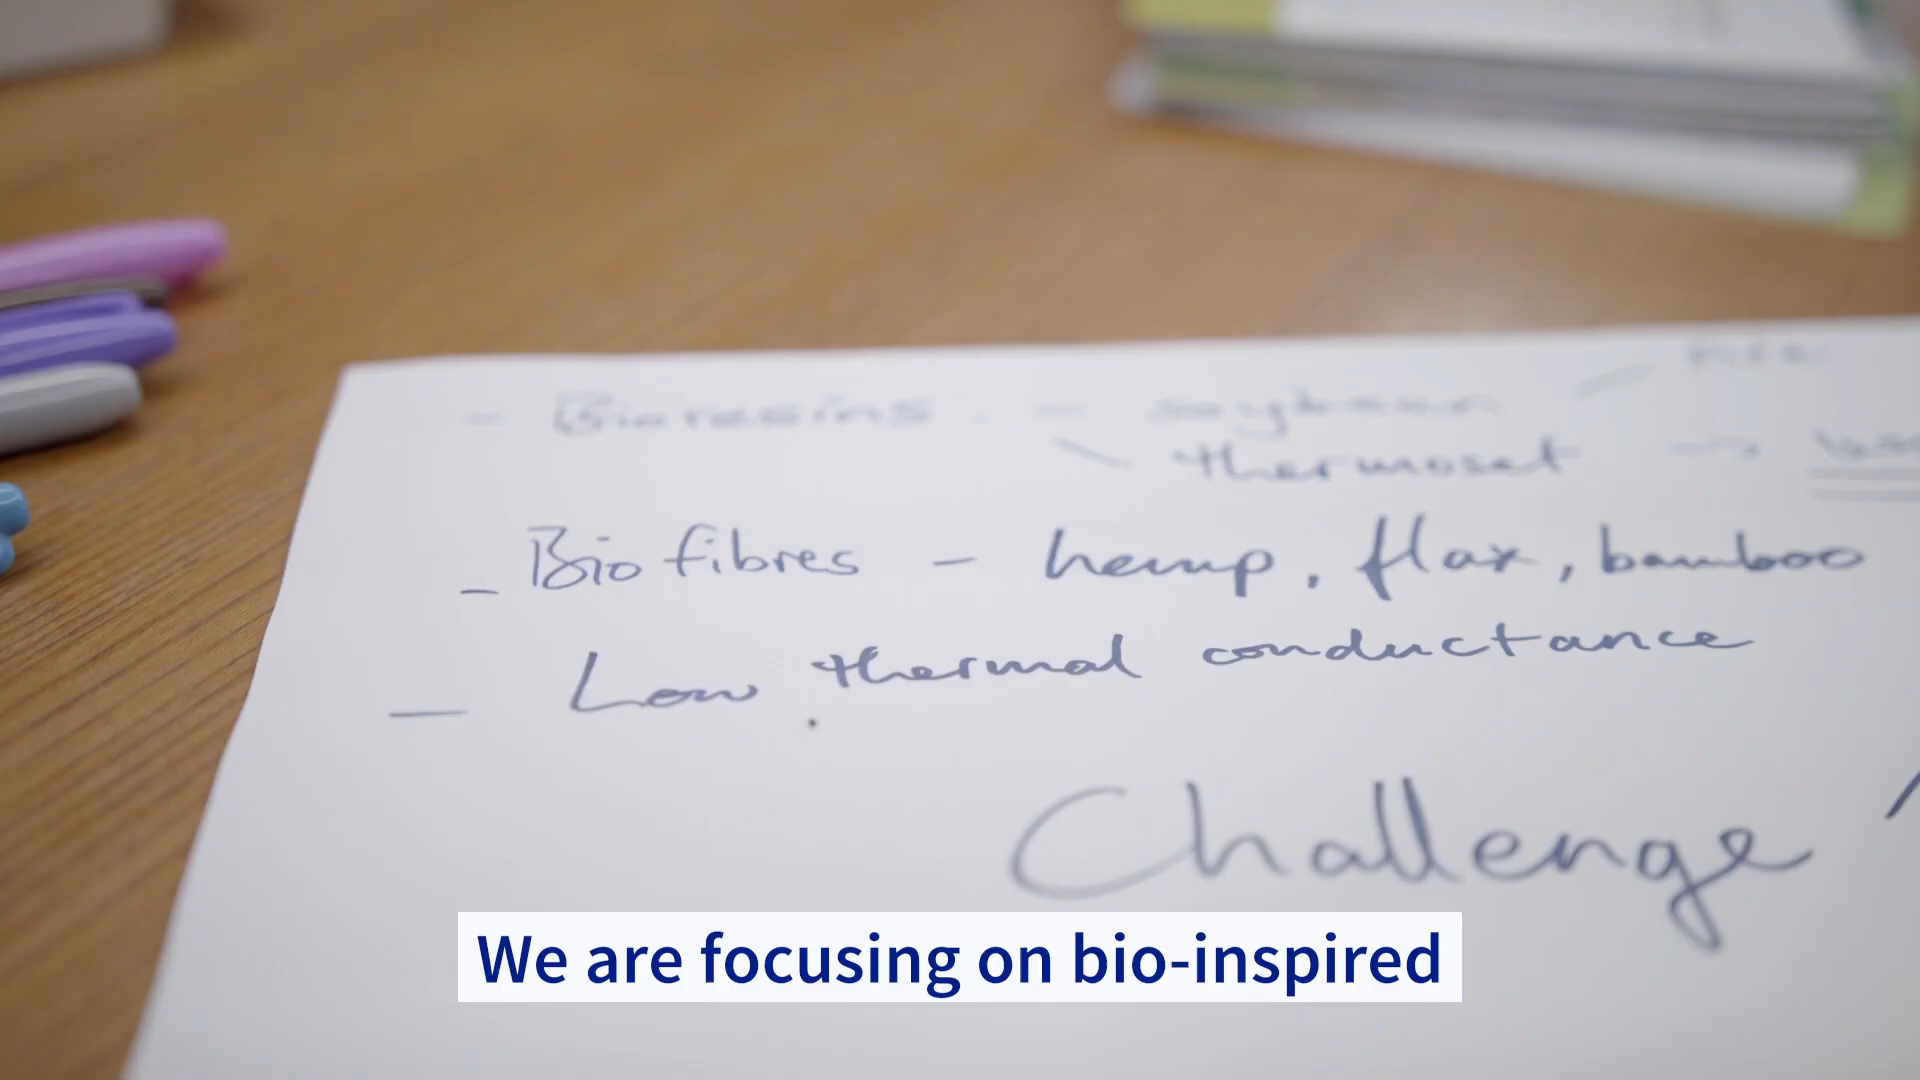 - Bioresins - soybean
thermoset ->
- Bio fibres - hemp, flax, bamboo
- Low thermal conductance
Challenge
We are focusing on bio-inspired